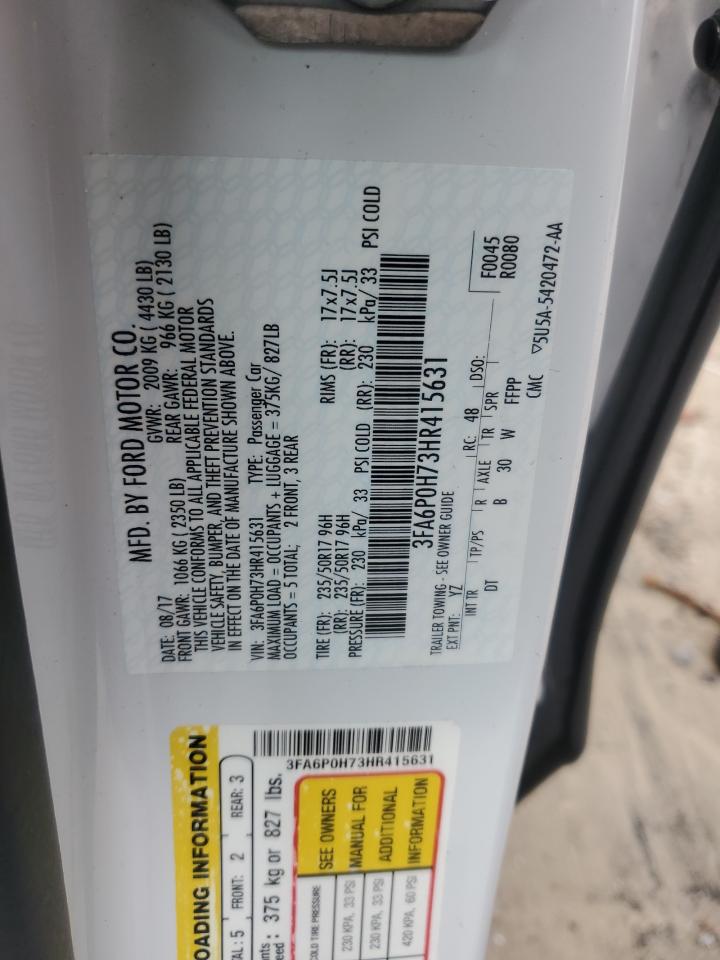 MFD. BY FORD MOTOR CO.
DATE: 08/17 GVWR: 2009 KG ( 4430 LB)
FRONT GAWR: 1066 KG ( 2350 LB) REAR GAWR: 966 KG ( 2130 LB)
THIS VEHICLE CONFORMS TO ALL APPLICABLE FEDERAL MOTOR
VEHICLE SAFETY, BUMPER, AND THEFT PREVENTION STANDARDS
IN EFFECT ON THE DATE OF MANUFACTURE SHOWN ABOVE.
VIN: 3FA6P0H73HR415631 TYPE: Passenger Car
MAXIMUM LOAD = OCCUPANTS + LUGGAGE = 375KG/ 827LB
OCCUPANTS = 5 TOTAL; 2 FRONT, 3 REAR
TIRE (FR): 235/50R17 96H RIMS (FR): 17x7.5J
(RR): 235/50R17 96H (RR): 17x7.5J
PRESSURE (FR): 230 kPa/ 33 PSI COLD (RR): 230 kPa/ 33 PSI COLD
3FA6P0H73HR415631
TRAILER TOWING - SEE OWNER GUIDE F0045
EXT PNT: YZ RC: 48 DSO: R0080
INT TR TP/PS R AXLE TR SPR
DT B 30 W FFPP
CMC ▽5U5A-5420472-AA
OADING INFORMATION
TAL: 5 FRONT: 2 REAR: 3
nts
eed : 375 kg or 827 lbs.
3FA6P0H73HR415631
COLD TIRE PRESSURE
230 KPA, 33 PSI
230 KPA, 33 PSI
420 KPA, 60 PSI
SEE OWNERS
MANUAL FOR
ADDITIONAL
INFORMATION